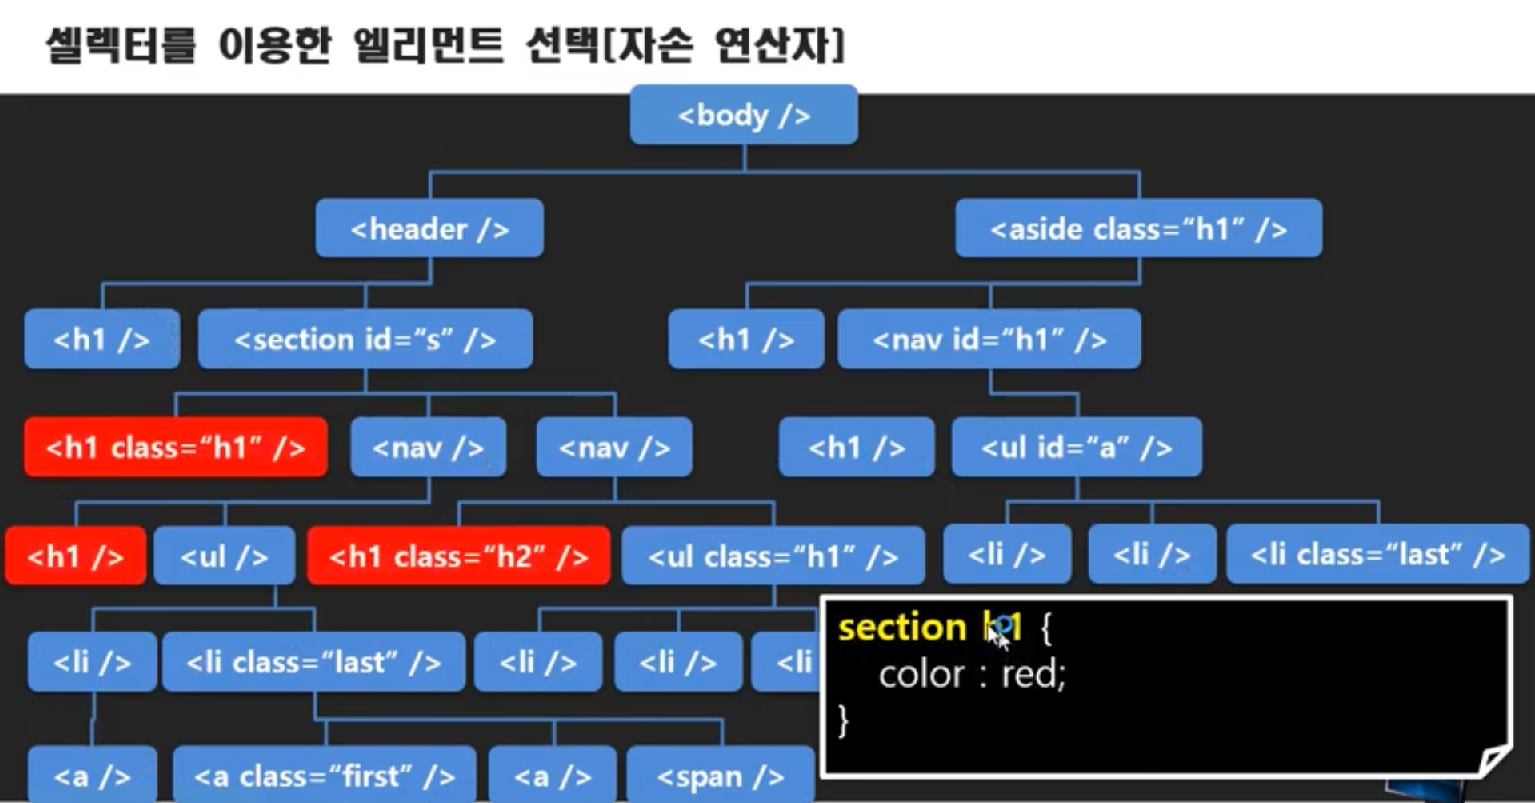 셀렉터를 이용한 엘리먼트 선택[자손 연산자]
<body />
<header />
<aside class=“h1” />
<h1 />
<section id=“s” />
<h1 />
<nav id=“h1” />
<h1 class=“h1” />
<nav />
<nav />
<h1 />
<ul id=“a” />
<h1 />
<ul />
<h1 class=“h2” />
<ul class=“h1” />
<li />
<li />
<li class=“last” />
<li />
<li class=“last” />
<li />
<li />
<li
section h1 {
color : red;
}
<a />
<a class=“first” />
<a />
<span />